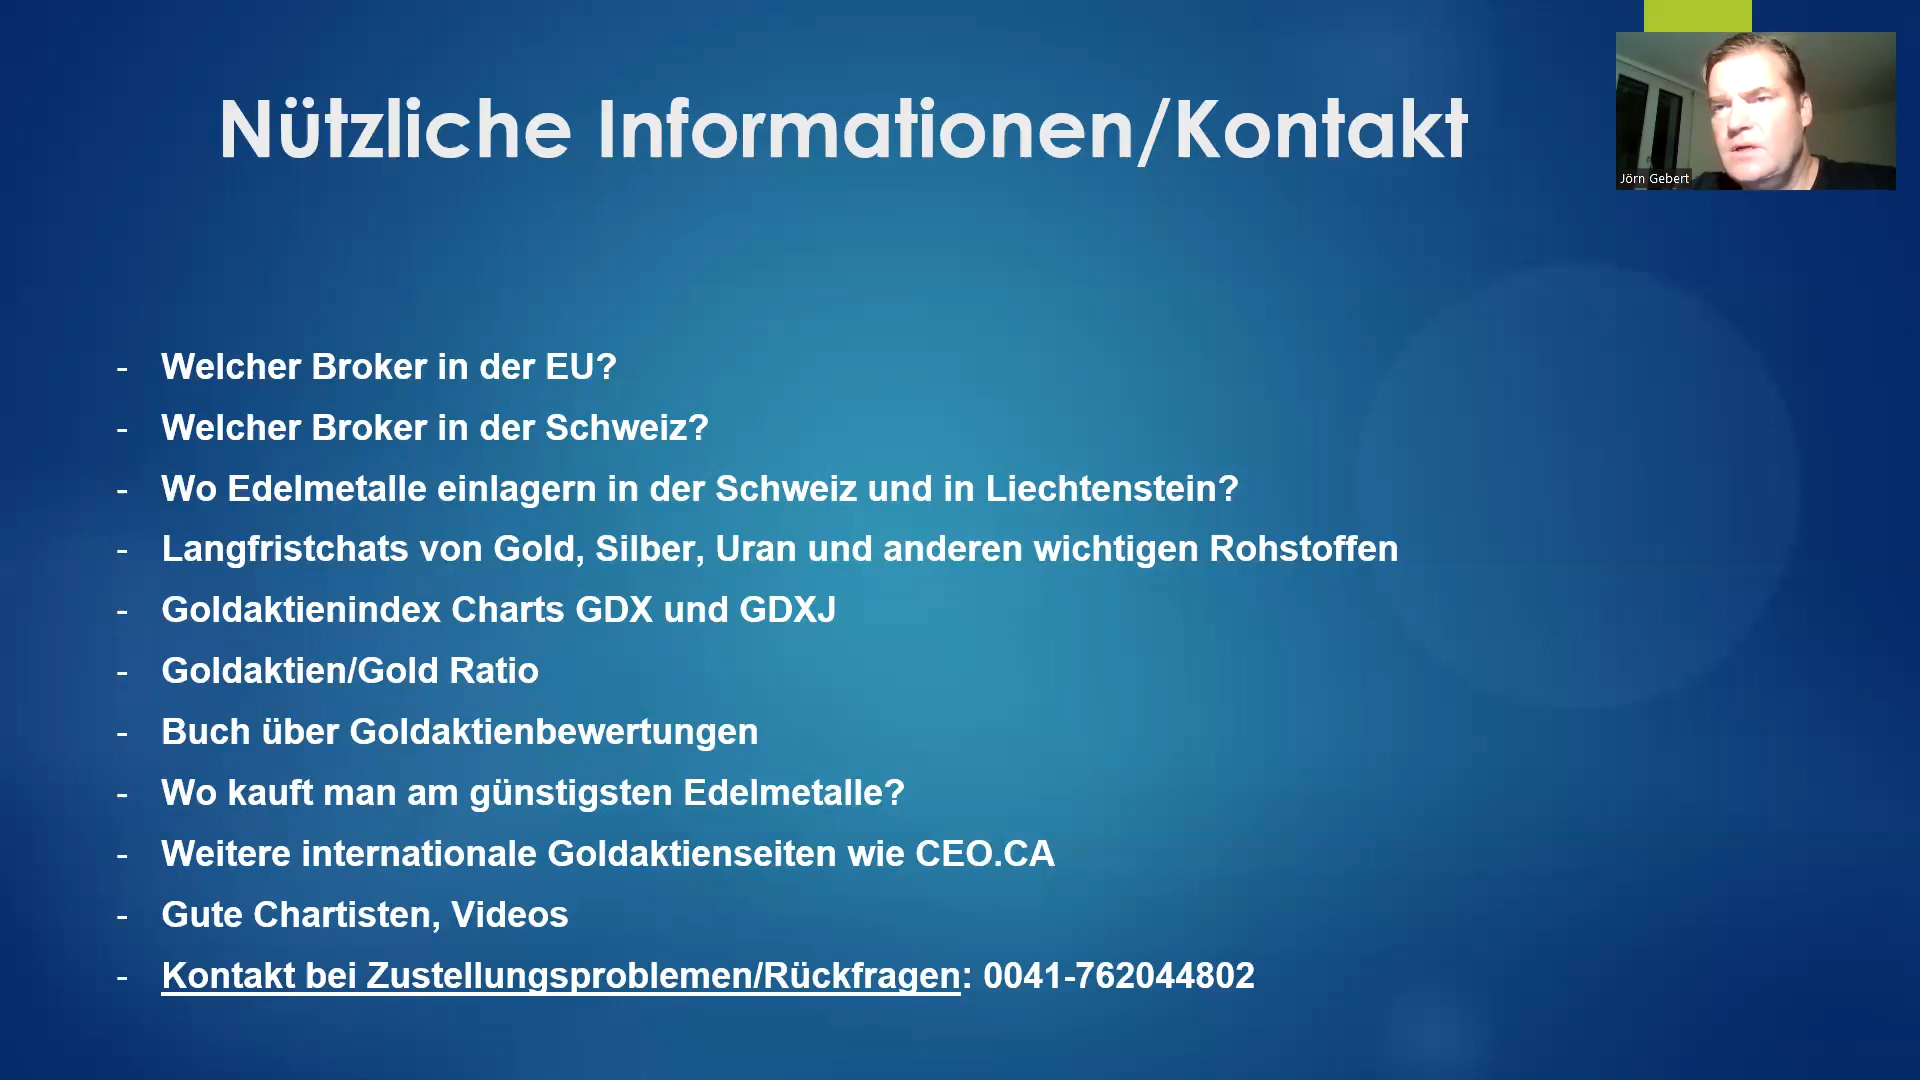 Nützliche Informationen/Kontakt
Jörn Gebert
- Welcher Broker in der EU?
- Welcher Broker in der Schweiz?
- Wo Edelmetalle einlagern in der Schweiz und in Liechtenstein?
- Langfristchats von Gold, Silber, Uran und anderen wichtigen Rohstoffen
- Goldaktienindex Charts GDX und GDXJ
- Goldaktien/Gold Ratio
- Buch über Goldaktienbewertungen
- Wo kauft man am günstigsten Edelmetalle?
- Weitere internationale Goldaktienseiten wie CEO.CA
- Gute Chartisten, Videos
- Kontakt bei Zustellungsproblemen/Rückfragen: 0041-762044802